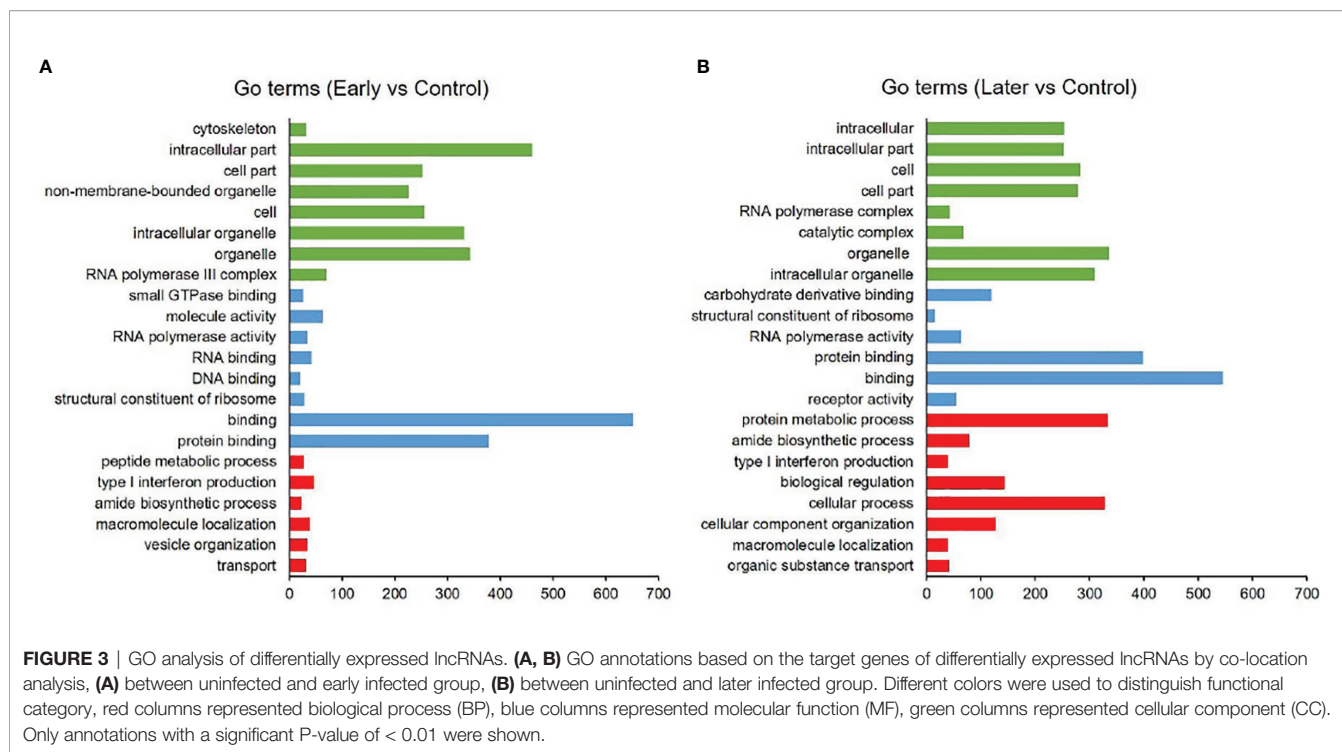 A
Go terms (Early vs Control)
cytoskeleton
intracellular part
cell part
non-membrane-bounded organelle
cell
intracellular organelle
organelle
RNA polymerase III complex
small GTPase binding
molecule activity
RNA polymerase activity
RNA binding
DNA binding
structural constituent of ribosome
binding
protein binding
peptide metabolic process
type I interferon production
amide biosynthetic process
macromolecule localization
vesicle organization
transport
0 100 200 300 400 500 600 700
B
Go terms (Later vs Control)
intracellular
intracellular part
cell
cell part
RNA polymerase complex
catalytic complex
organelle
intracellular organelle
carbohydrate derivative binding
structural constituent of ribosome
RNA polymerase activity
protein binding
binding
receptor activity
protein metabolic process
amide biosynthetic process
type I interferon production
biological regulation
cellular process
cellular component organization
macromolecule localization
organic substance transport
0 100 200 300 400 500 600 700
FIGURE 3 | GO analysis of differentially expressed lncRNAs. (A, B) GO annotations based on the target genes of differentially expressed lncRNAs by co-location
analysis, (A) between uninfected and early infected group, (B) between uninfected and later infected group. Different colors were used to distinguish functional
category, red columns represented biological process (BP), blue columns represented molecular function (MF), green columns represented cellular component (CC).
Only annotations with a significant P-value of < 0.01 were shown.